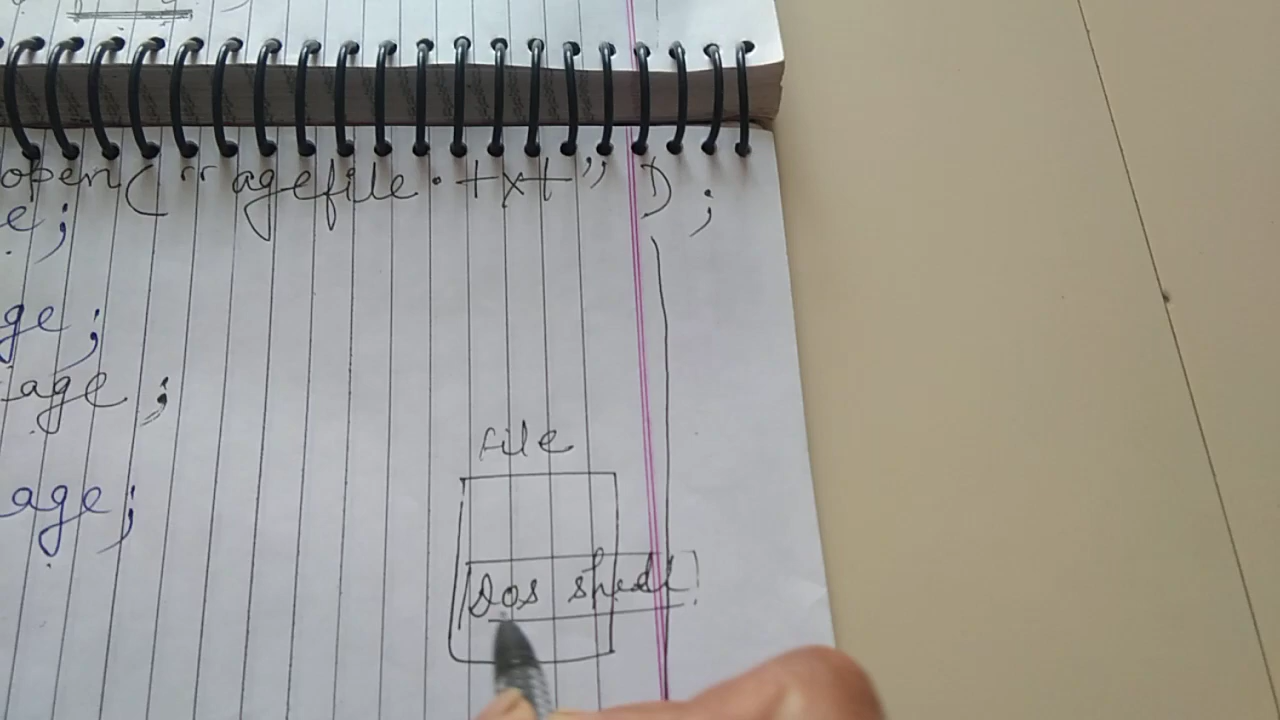 open( "agefile.txt" );
e;
ge;
age;
age;
file
Dos shell